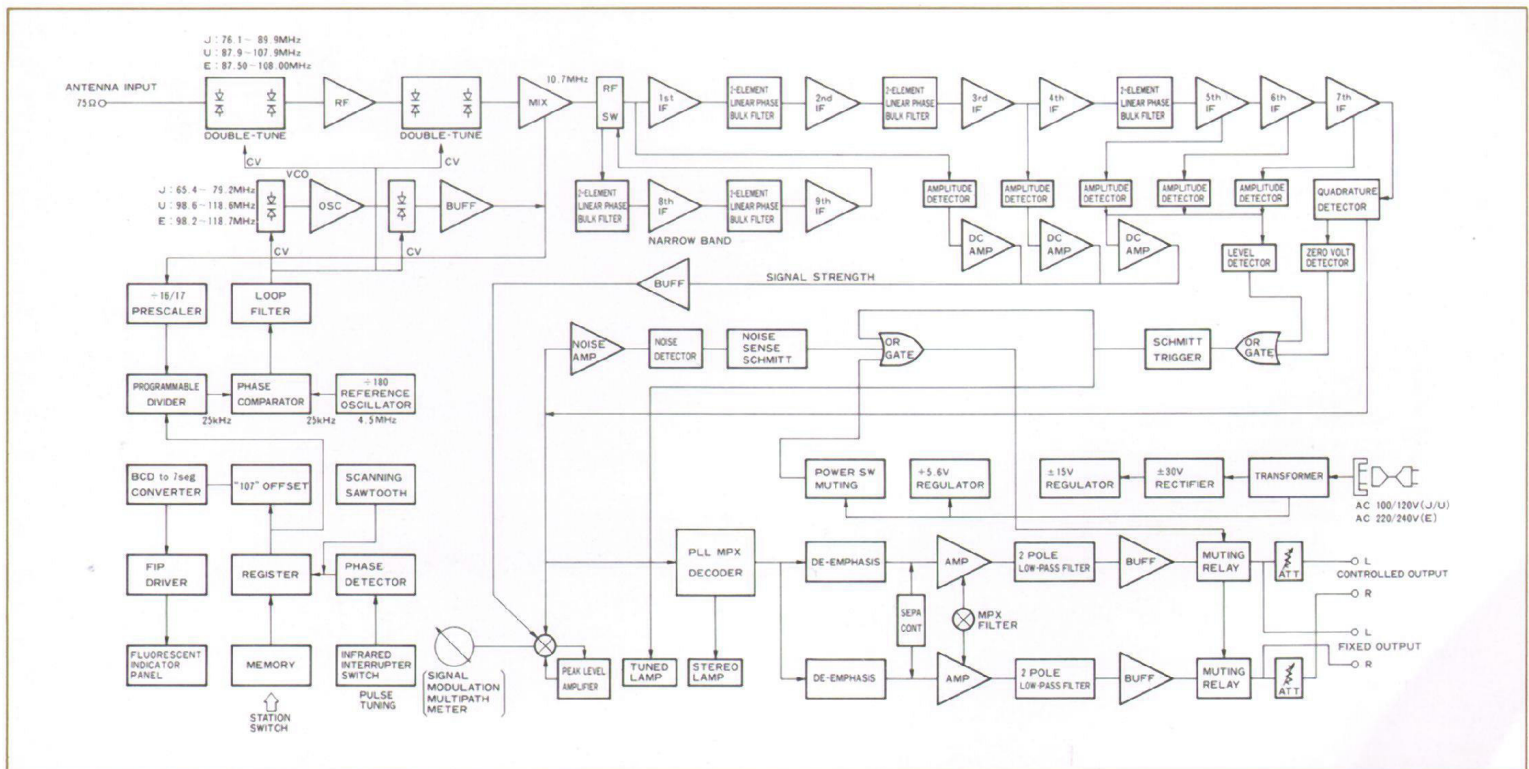 J : 76.1 ~ 89.9MHz
U : 87.9 ~ 107.9MHz
E : 87.50 ~ 108.00MHz
ANTENNA INPUT
75Ω
DOUBLE-TUNE
RF
DOUBLE-TUNE
MIX
10.7MHz
RF
SW
1st
IF
2-ELEMENT
LINEAR PHASE
BULK FILTER
2nd
IF
2-ELEMENT
LINEAR PHASE
BULK FILTER
3rd
IF
4th
IF
2-ELEMENT
LINEAR PHASE
BULK FILTER
5th
IF
6th
IF
7th
IF
CV
CV
VCO
J : 65.4 ~ 79.2MHz
U : 98.6 ~ 118.6MHz
E : 98.2 ~ 118.7MHz
OSC
BUFF
CV
CV
2-ELEMENT
LINEAR PHASE
BULK FILTER
8th
IF
2-ELEMENT
LINEAR PHASE
BULK FILTER
9th
IF
NARROW BAND
AMPLITUDE
DETECTOR
AMPLITUDE
DETECTOR
AMPLITUDE
DETECTOR
AMPLITUDE
DETECTOR
AMPLITUDE
DETECTOR
QUADRATURE
DETECTOR
DC
AMP
DC
AMP
DC
AMP
LEVEL
DETECTOR
ZERO VOLT
DETECTOR
SIGNAL STRENGTH
BUFF
÷16/17
PRESCALER
LOOP
FILTER
NOISE
AMP
NOISE
DETECTOR
NOISE
SENSE
SCHMITT
OR
GATE
SCHMITT
TRIGGER
OR
GATE
PROGRAMMABLE
DIVIDER
PHASE
COMPARATOR
÷180
REFERENCE
OSCILLATOR
25kHz
25kHz
4.5MHz
BCD to 7seg
CONVERTER
"107" OFFSET
SCANNING
SAWTOOTH
POWER SW
MUTING
+5.6V
REGULATOR
±15V
REGULATOR
±30V
RECTIFIER
TRANSFORMER
AC 100/120V(J/U)
AC 220/240V(E)
FIP
DRIVER
REGISTER
PHASE
DETECTOR
PLL MPX
DECODER
DE-EMPHASIS
AMP
2 POLE
LOW-PASS FILTER
BUFF
MUTING
RELAY
ATT
L
CONTROLLED OUTPUT
R
SEPA
CONT
MPX
FILTER
L
FIXED OUTPUT
R
FLUORESCENT
INDICATOR
PANEL
MEMORY
INFRARED
INTERRUPTER
SWITCH
PULSE
TUNING
STATION
SWITCH
SIGNAL
MODULATION
MULTIPATH
METER
PEAK LEVEL
AMPLIFIER
TUNED
LAMP
STEREO
LAMP
DE-EMPHASIS
AMP
2 POLE
LOW-PASS FILTER
BUFF
MUTING
RELAY
ATT